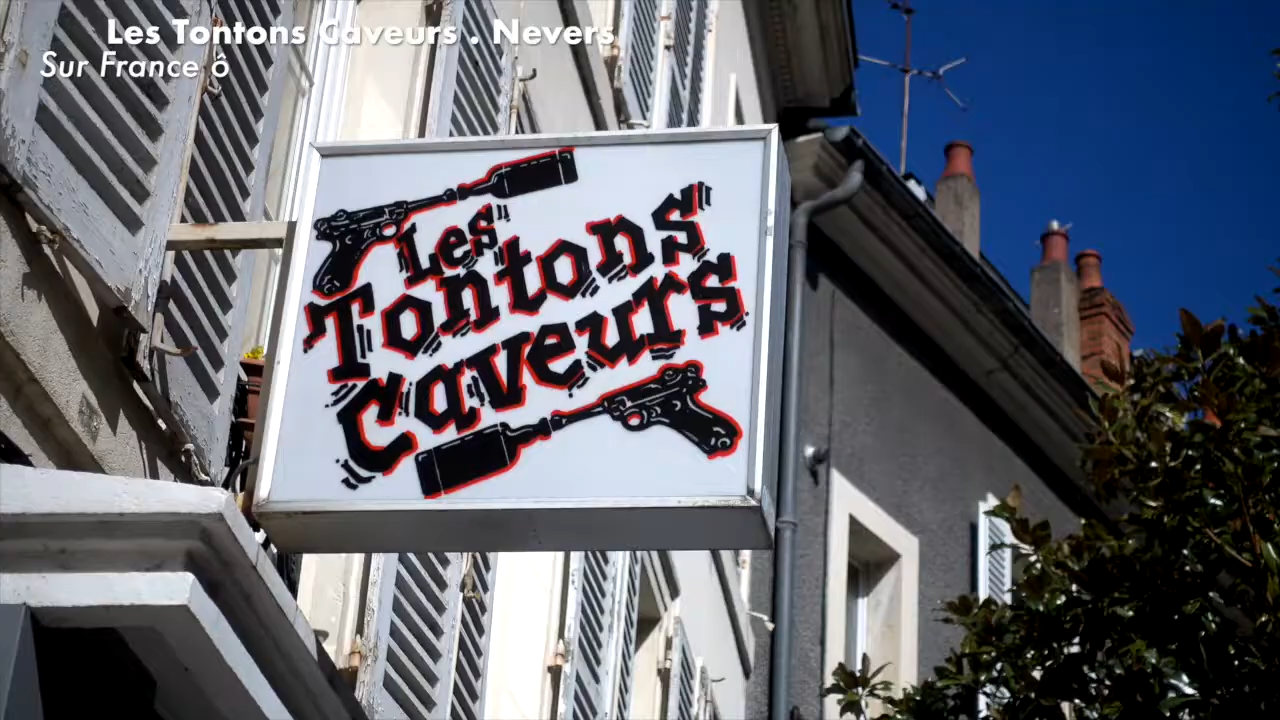 Les Tontons Caveurs . Nevers
Sur France ô
Les
Tontons
Caveurs